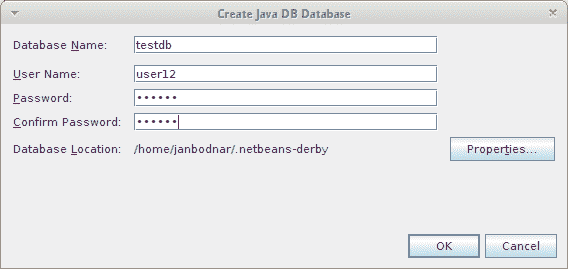 Create Java DB Database
Database Name: testdb
User Name: user12
Password: ••••••
Confirm Password: ••••••
Database Location: /home/janbodnar/.netbeans-derby Properties...
OK Cancel